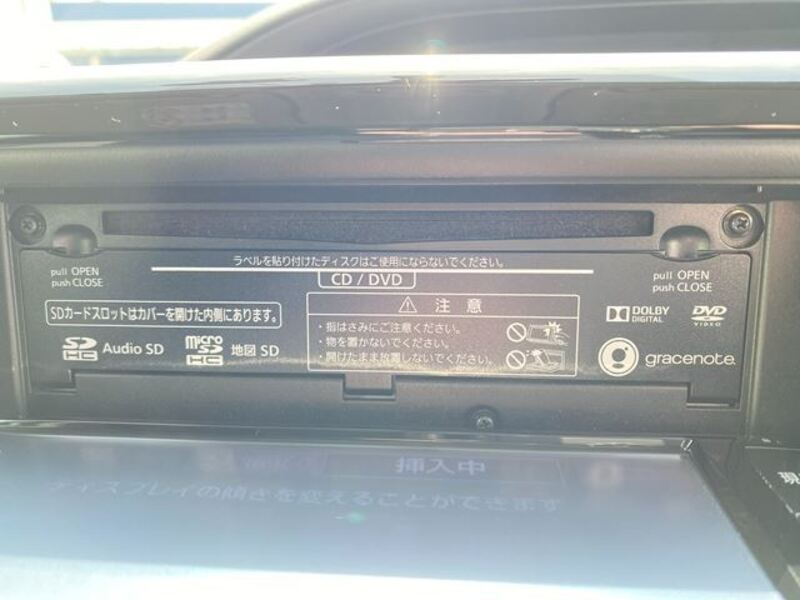 ラベルを貼り付けたディスクはご使用にならないでください。
CD / DVD
pull OPEN
push CLOSE
pull OPEN
push CLOSE
SDカードスロットはカバーを開けた内側にあります。
注 意
・指はさみにご注意ください。
・物を置かないでください。
・開けたまま放置しないでください。
DOLBY
DIGITAL
DVD
VIDEO
SD
HC
Audio SD
micro
SD
HC
地図 SD
gracenote.
挿入中
ディスプレイの傾きを変えることができます
現